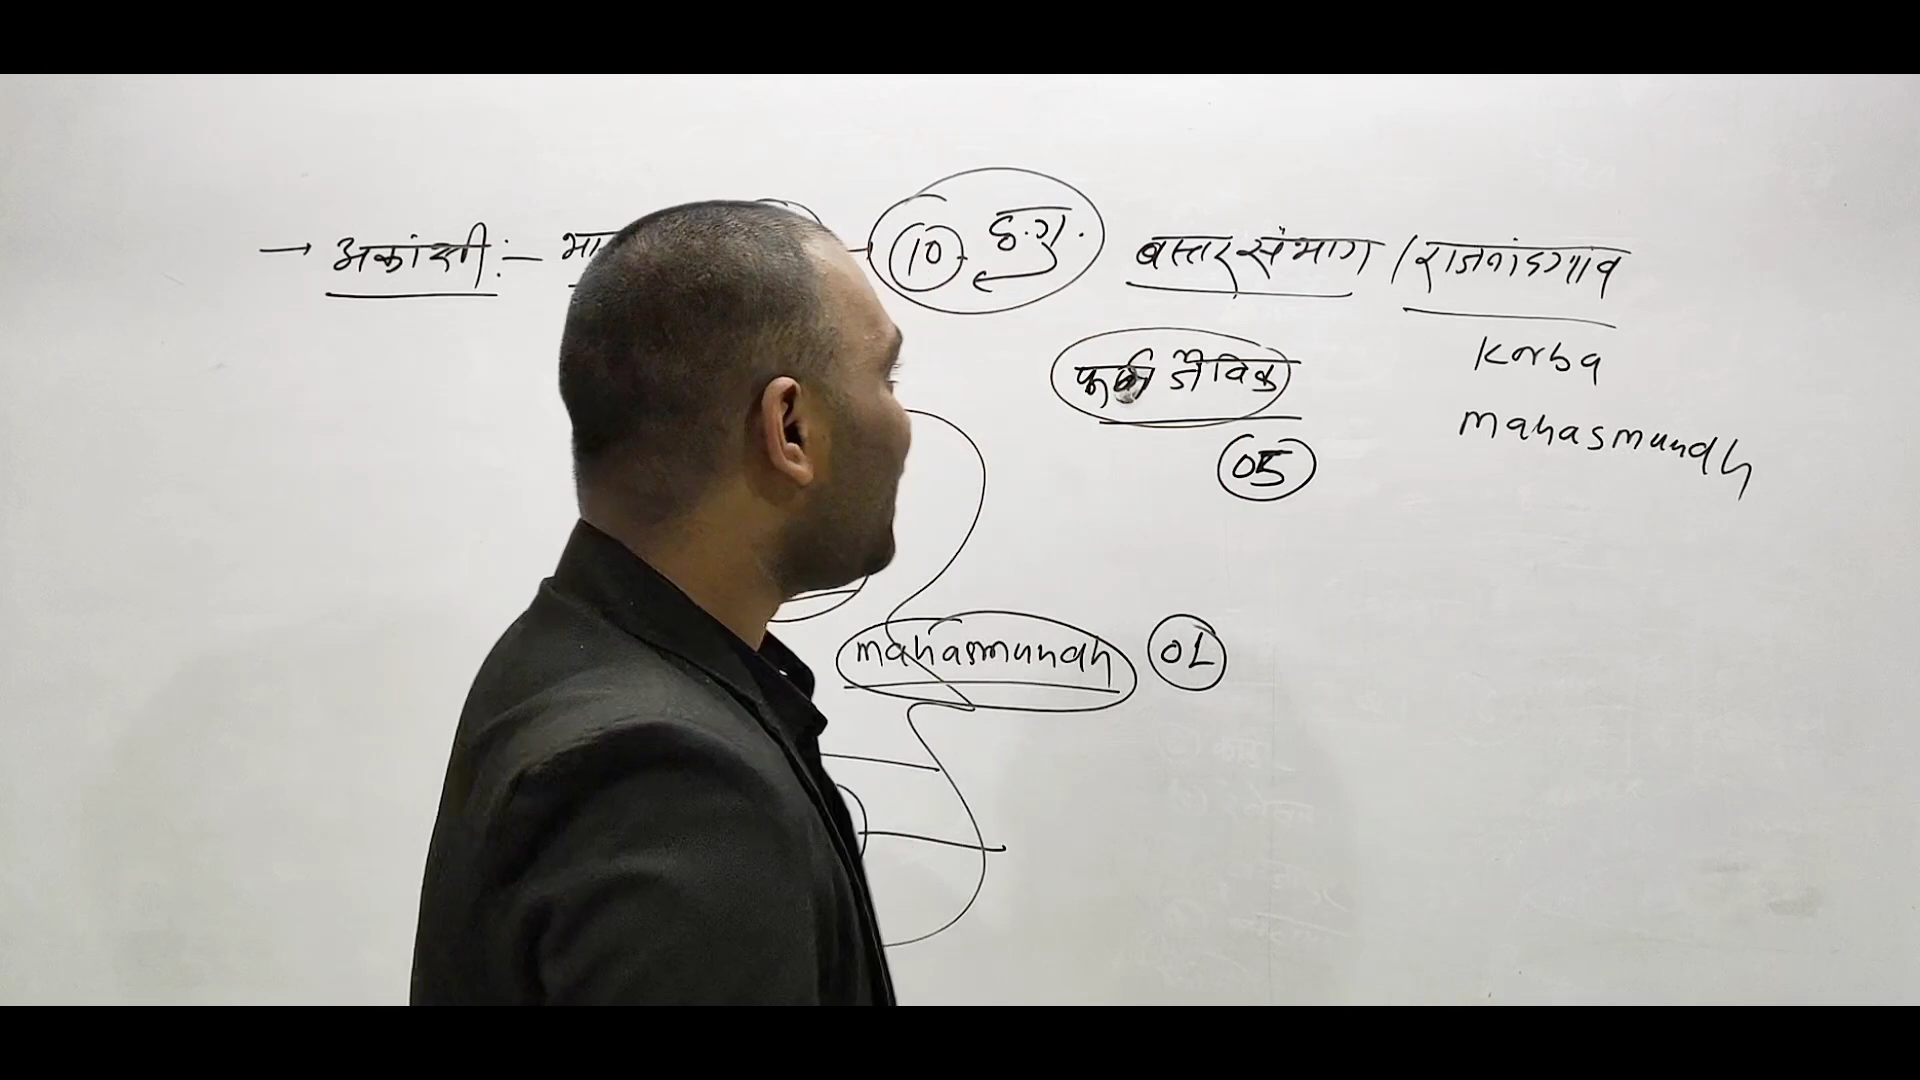 → अकांक्षी :- भा 10 छ.ग. बस्तर संभाग / राजनांदगांव
Korba
जैविक
mahasmundh
05
mahasmundh 01